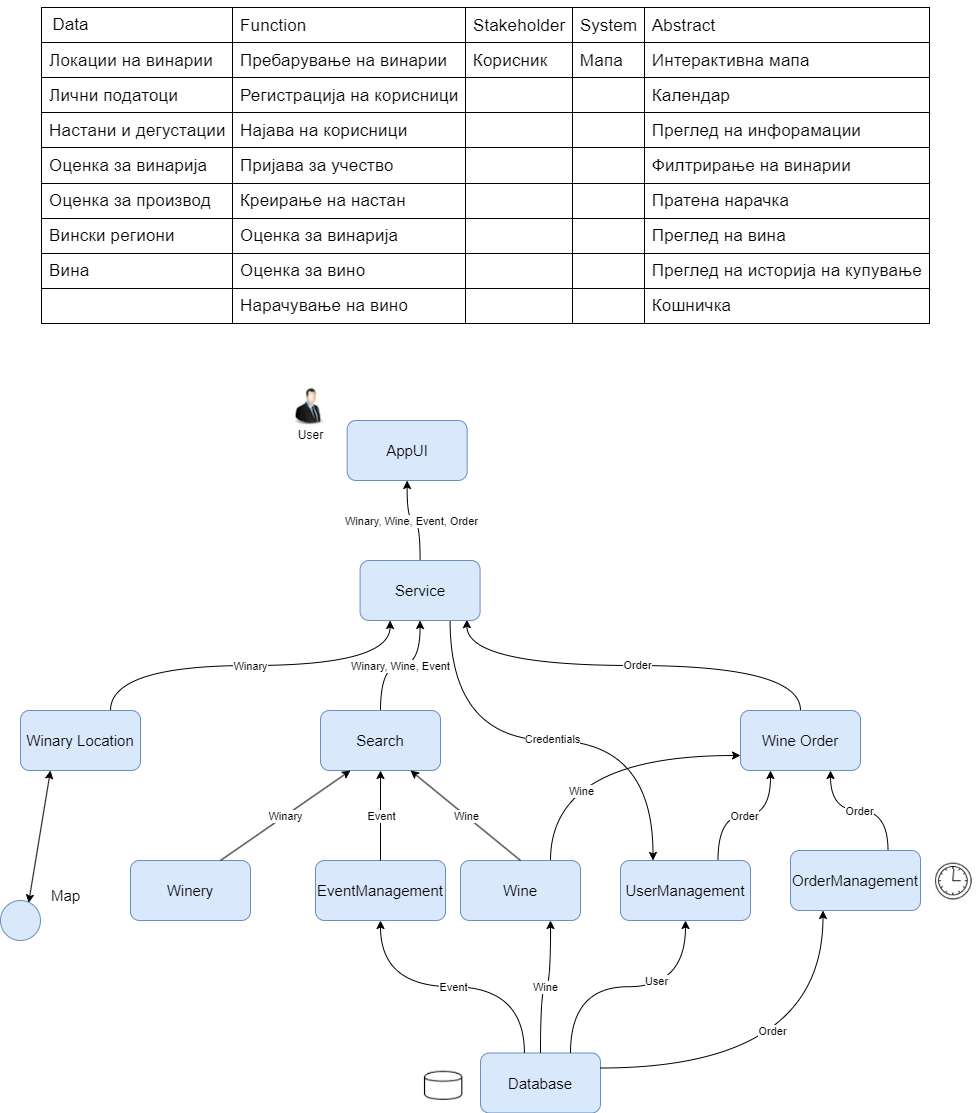 Data Function Stakeholder System Abstract
Локации на винарии Пребарување на винарии Корисник Мапа Интерактивна мапа
Лични податоци Регистрација на корисници Календар
Настани и дегустации Најава на корисници Преглед на инфорамации
Оценка за винарија Пријава за учество Филтрирање на винарии
Оценка за производ Креирање на настан Пратена нарачка
Вински региони Оценка за винарија Преглед на вина
Вина Оценка за вино Преглед на историја на купување
Нарачување на вино Кошничка
User
AppUI
Winary, Wine, Event, Order
Service
Winary
Winary, Wine, Event
Order
Credentials
Winary Location
Search
Wine Order
Wine
Winary
Event
Wine
Order
Order
Winery
EventManagement
Wine
UserManagement
OrderManagement
Map
Event
Wine
User
Order
Database